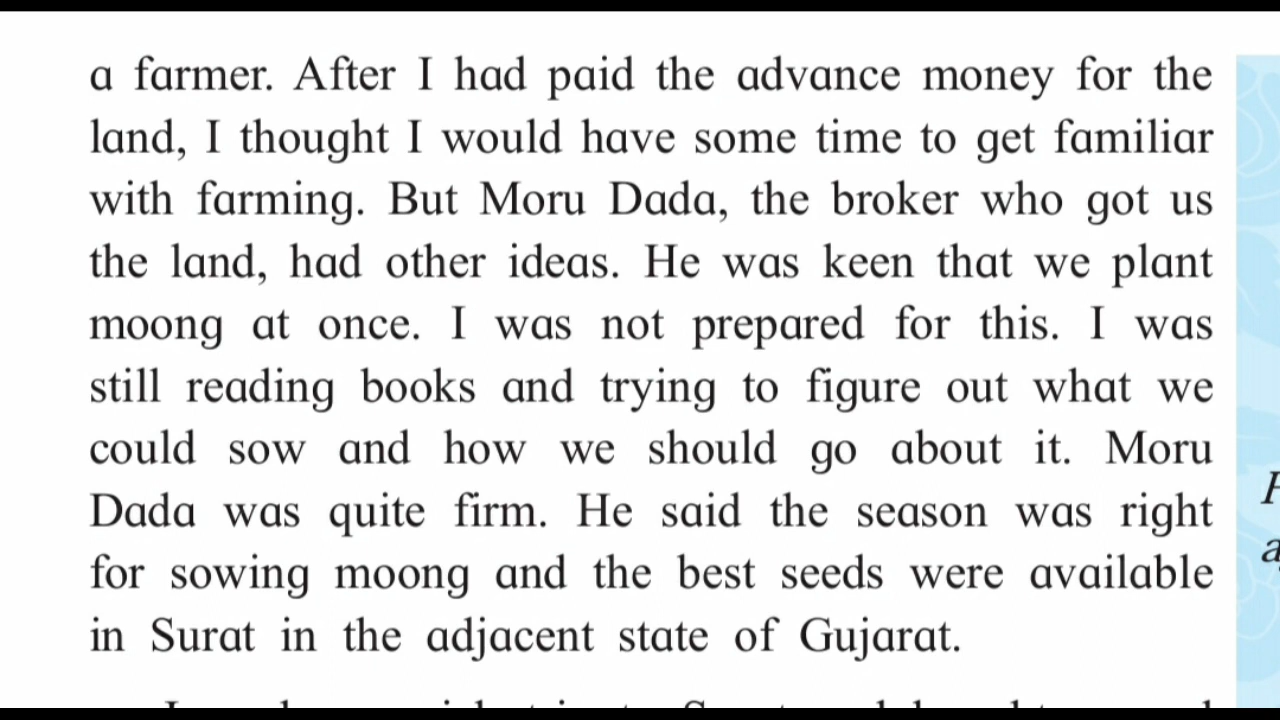 a farmer. After I had paid the advance money for the
land, I thought I would have some time to get familiar
with farming. But Moru Dada, the broker who got us
the land, had other ideas. He was keen that we plant
moong at once. I was not prepared for this. I was
still reading books and trying to figure out what we
could sow and how we should go about it. Moru
Dada was quite firm. He said the season was right
for sowing moong and the best seeds were available
in Surat in the adjacent state of Gujarat.